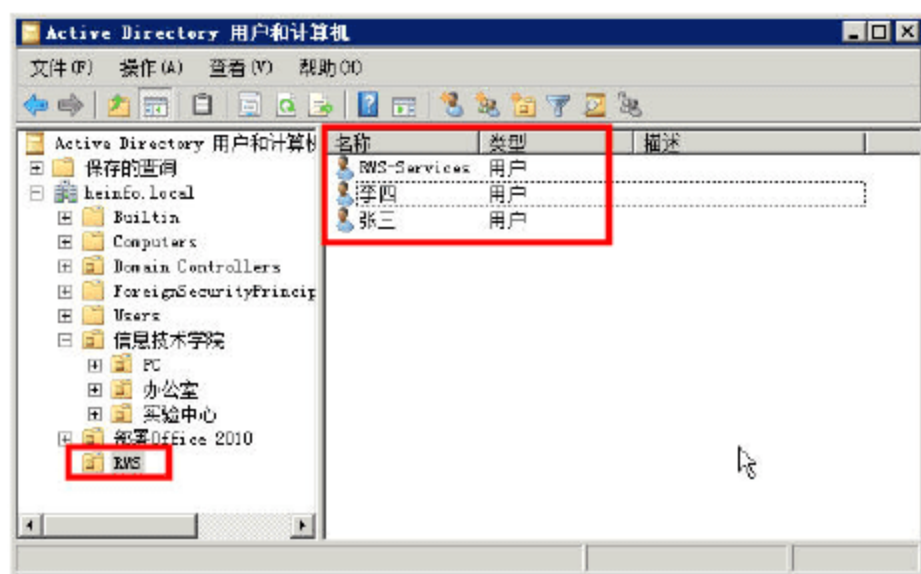 Active Directory 用户和计算机
文件(F) 操作(A) 查看(V) 帮助(H)
Active Directory 用户和计算机
保存的查询
heinfo.local
Builtin
Computers
Domain Controllers
ForeignSecurityPrincip
Users
信息技术学院
PC
办公室
实验中心
部署Office 2010
RMS
名称 类型 描述
RMS-Services 用户
李四 用户
张三 用户